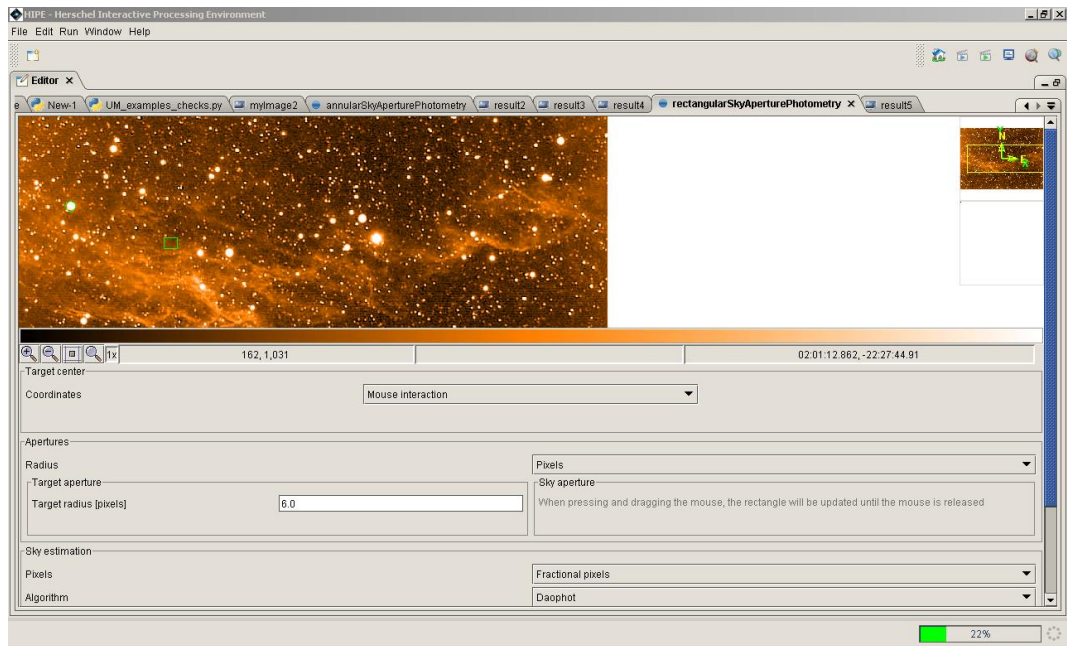 HIPE - Herschel Interactive Processing Environment
File Edit Run Window Help
Editor ×
e New-1 UM_examples_checks.py myImage2 annularSkyAperturePhotometry result2 result3 result4 rectangularSkyAperturePhotometry × result5
N
E
1x 162, 1,031 02:01:12.862, -22:27:44.91
Target center
Coordinates Mouse interaction
Apertures
Radius Pixels
Target aperture Sky aperture
Target radius [pixels] 6.0 When pressing and dragging the mouse, the rectangle will be updated until the mouse is released
Sky estimation
Pixels Fractional pixels
Algorithm Daophot
22%